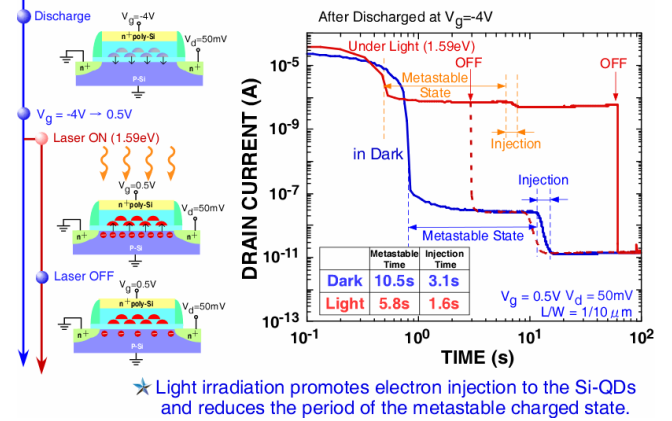 Discharge
Vg=-4V
n+poly-Si
Vd=50mV
n+
n+
P-Si
Vg = -4V → 0.5V
Laser ON (1.59eV)
Vg=0.5V
n+poly-Si
Vd=50mV
n+
n+
P-Si
Laser OFF
Vg=0.5V
n+poly-Si
Vd=50mV
n+
n+
P-Si
After Discharged at Vg=-4V
Under Light (1.59eV)
OFF
OFF
Metastable
State
Injection
in Dark
Injection
Metastable State
Metastable Time
Injection Time
Dark 10.5s 3.1s
Light 5.8s 1.6s
Vg = 0.5V Vd = 50mV
L/W = 1/10 μm
DRAIN CURRENT (A)
10-5
10-9
10-7
10-11
10-13
10-1
100
101
102
TIME (s)
Light irradiation promotes electron injection to the Si-QDs
and reduces the period of the metastable charged state.